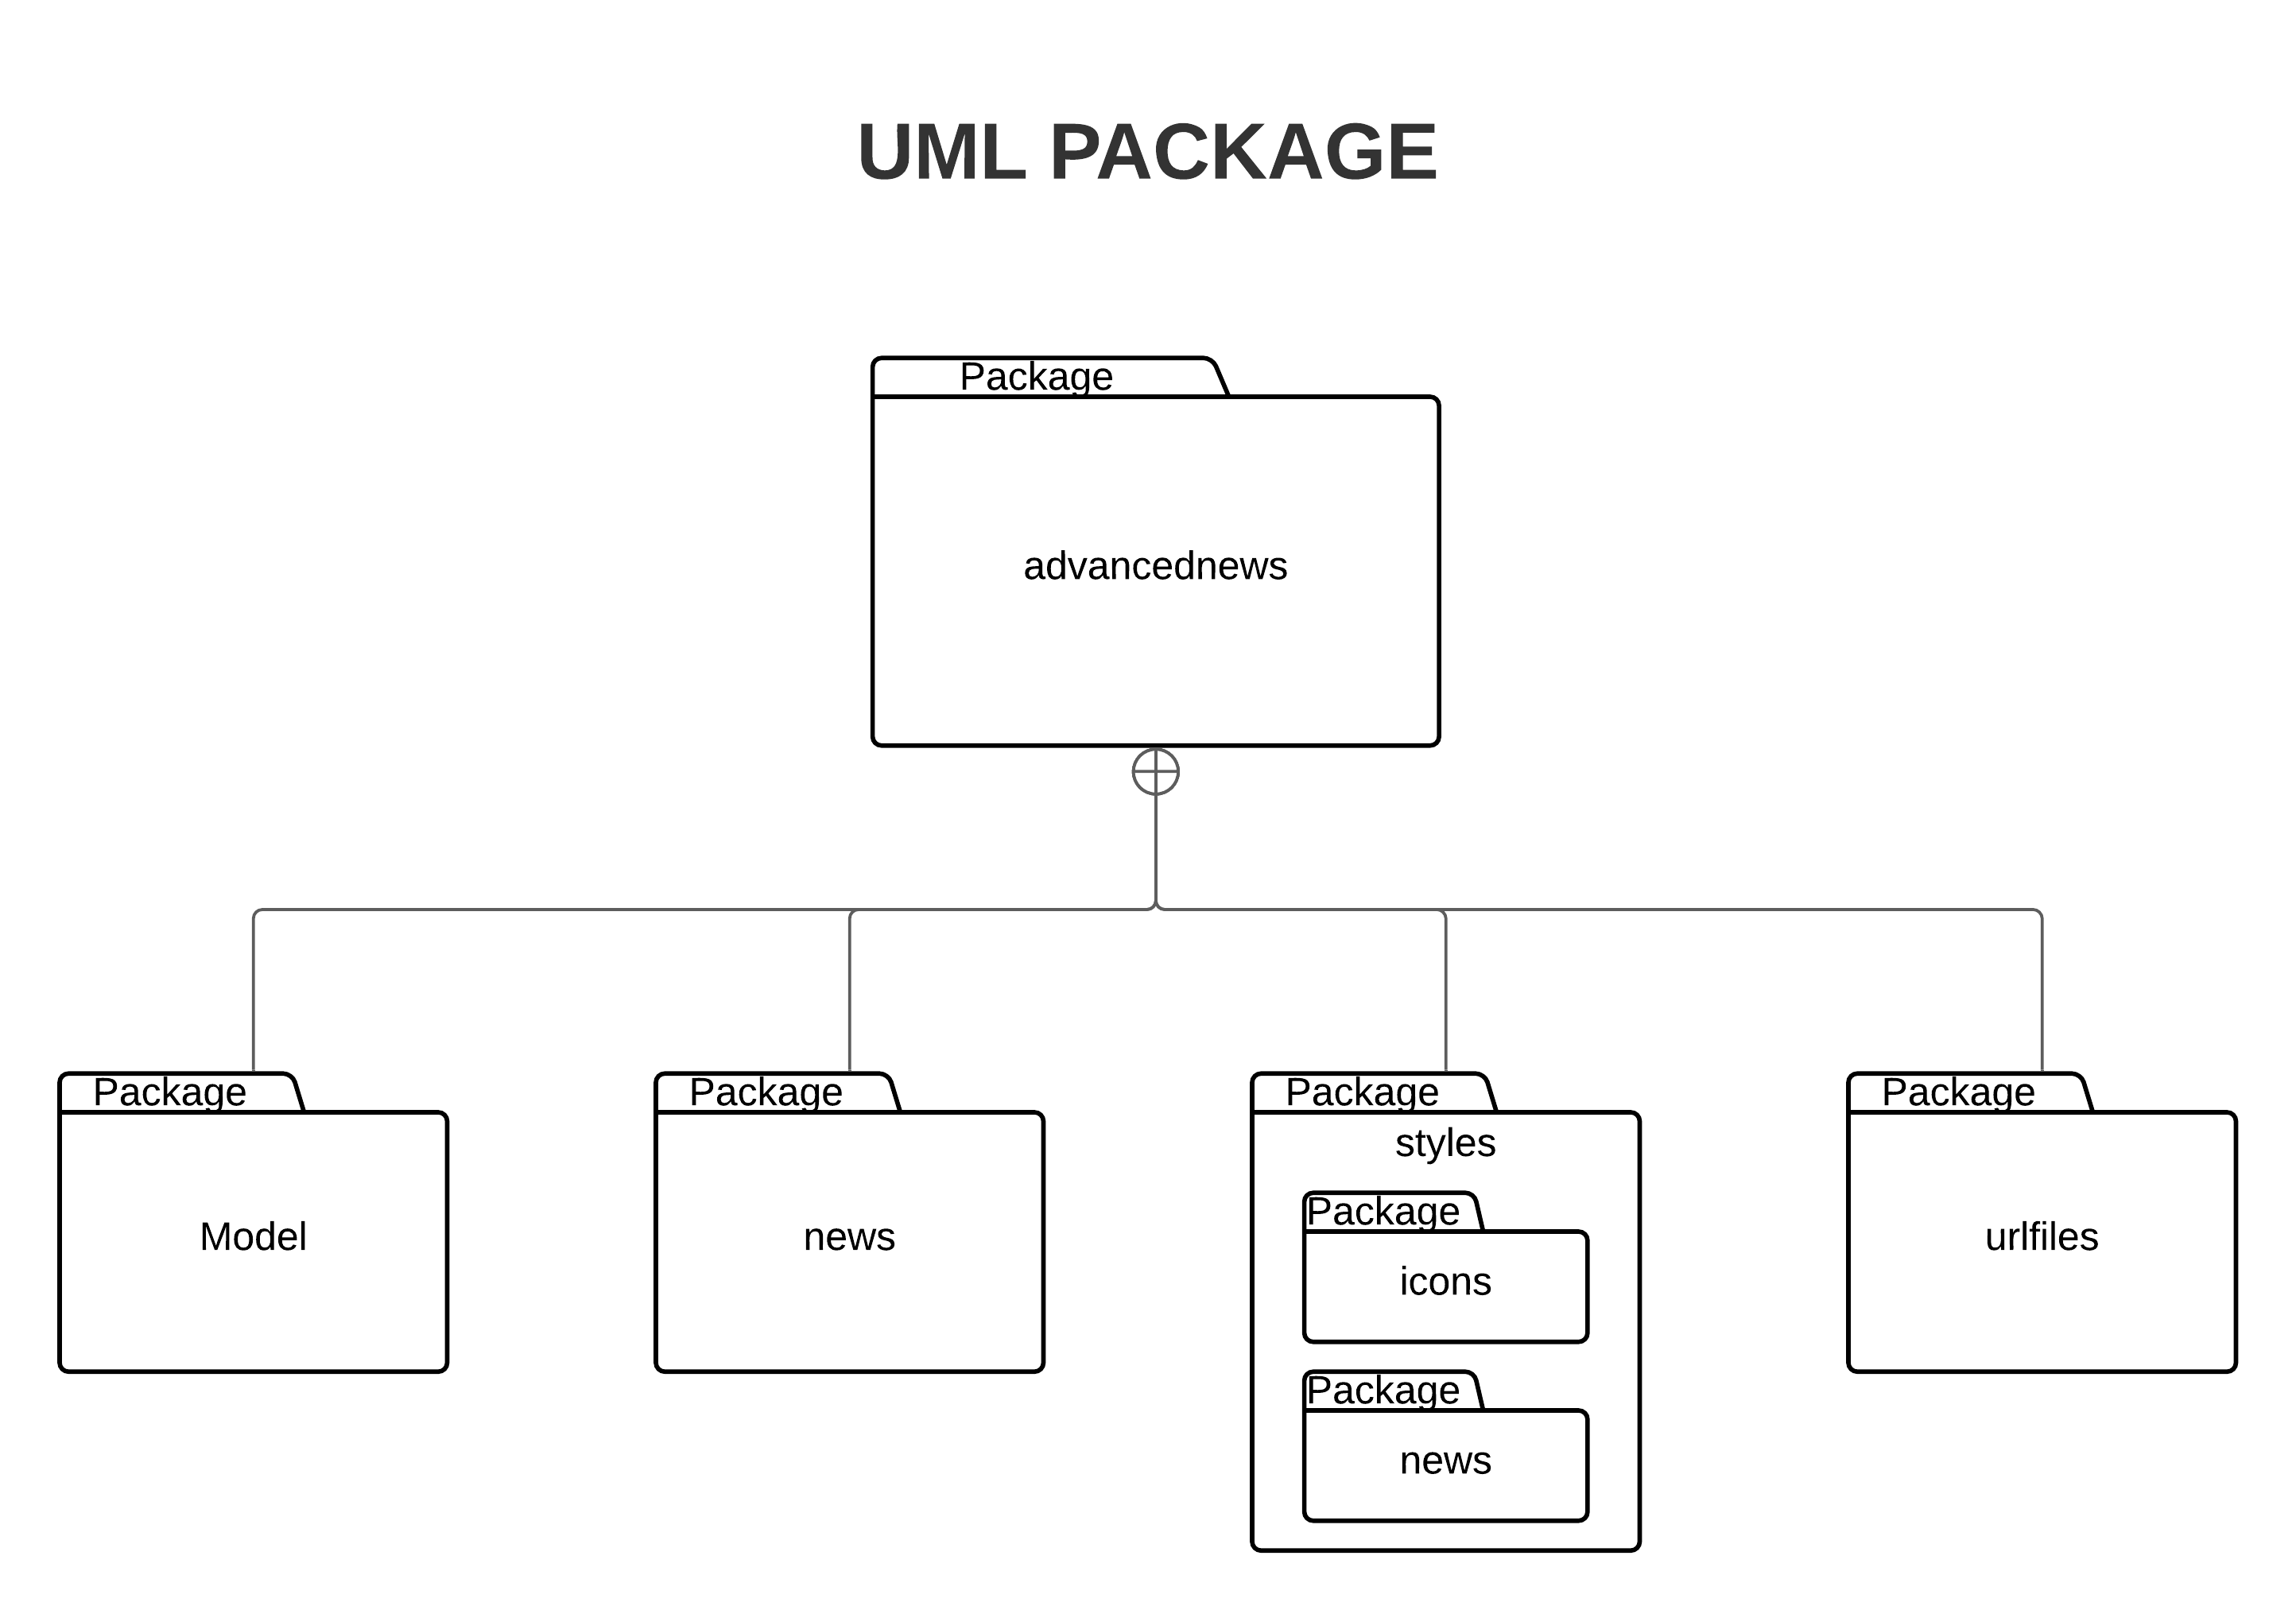 UML PACKAGE
Package
advancednews
Package
Model
Package
news
Package
styles
Package
icons
Package
news
Package
urlfiles